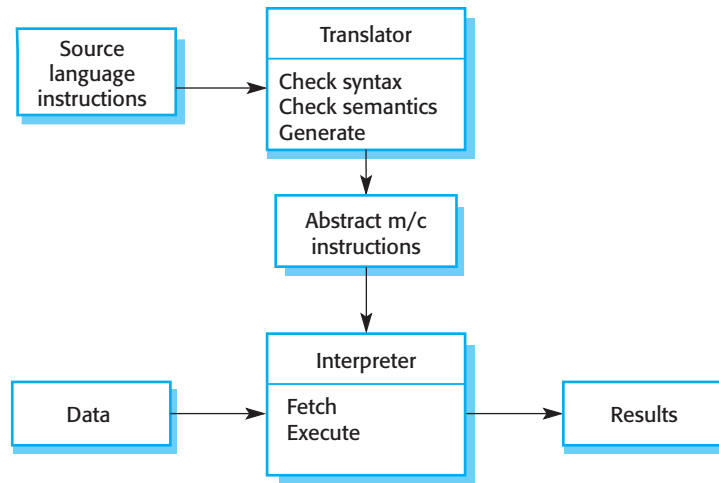 Source
language
instructions
Translator
Check syntax
Check semantics
Generate
Abstract m/c
instructions
Interpreter
Fetch
Execute
Data
Results